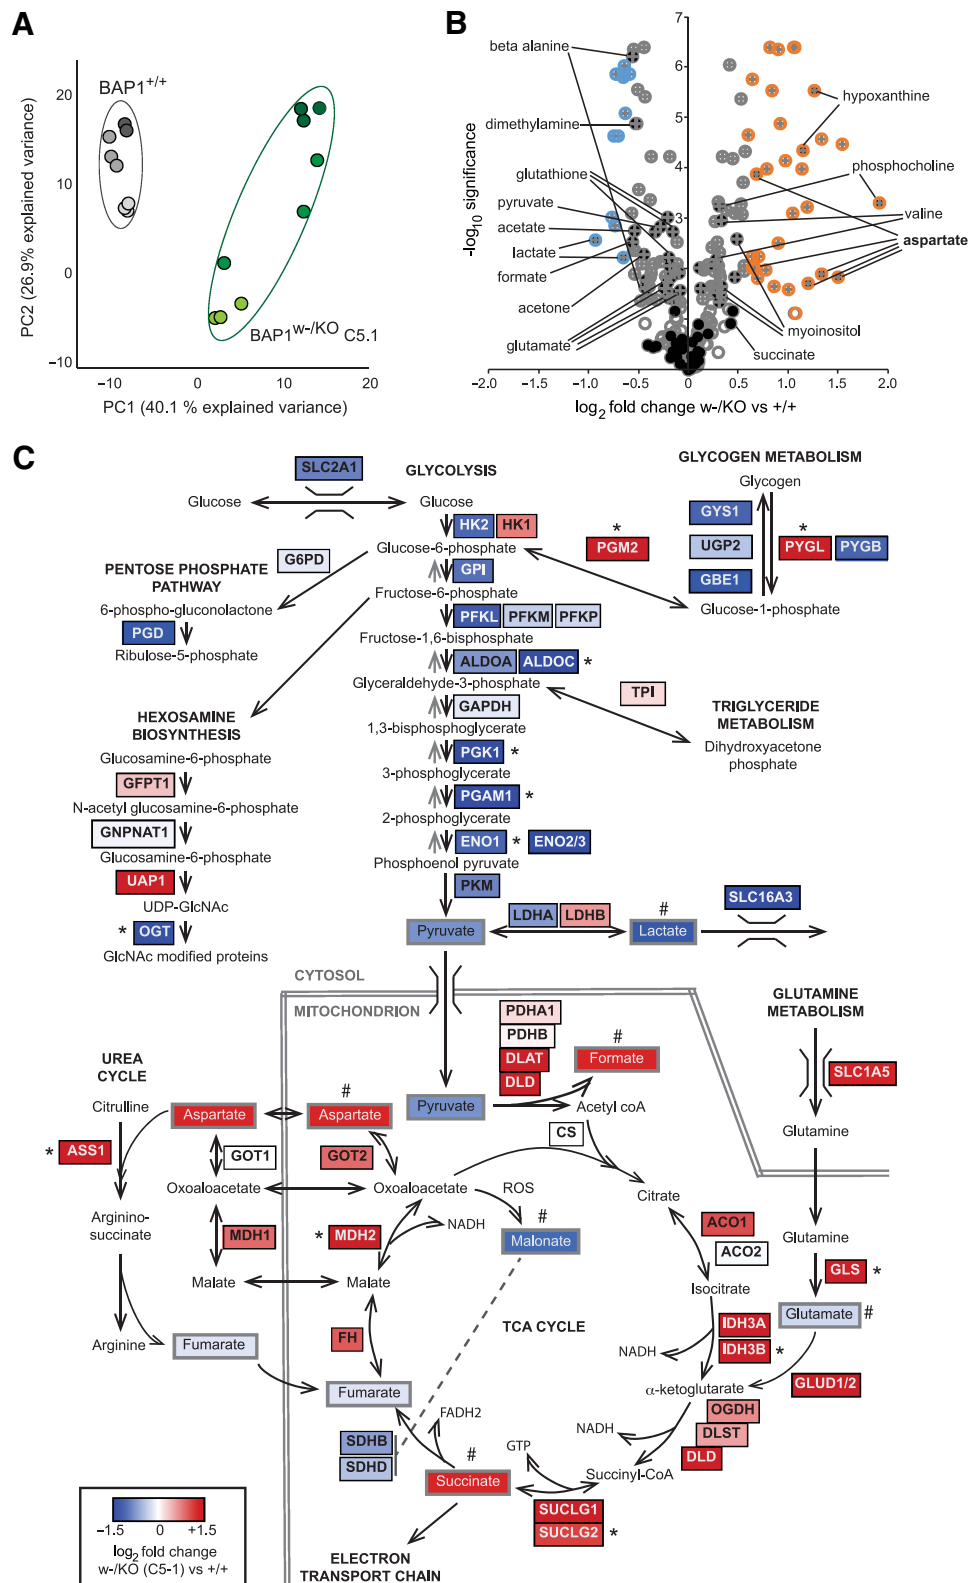 A
PC2 (26.9% explained variance)
20
10
0
−10
BAP1+/+
BAP1w-/KO C5.1
−10
0
10
20
PC1 (40.1 % explained variance)
B
-log10 significance
7
6
5
4
3
2
1
beta alanine
dimethylamine
glutathione
pyruvate
acetate
lactate
formate
acetone
glutamate
hypoxanthine
phosphocholine
valine
aspartate
myoinositol
succinate
−2.0
−1.5
−1.0
−0.5
0
0.5
1.0
1.5
2.0
log2 fold change w-/KO vs +/+
C
SLC2A1
GLYCOLYSIS
Glucose
Glucose
HK2 HK1
Glucose-6-phosphate
GPI
Fructose-6-phosphate
PFKL PFKM PFKP
Fructose-1,6-bisphosphate
ALDOA ALDOC *
Glyceraldehyde-3-phosphate
GAPDH
1,3-bisphosphoglycerate
PGK1 *
3-phosphoglycerate
PGAM1 *
2-phosphoglycerate
ENO1 * ENO2/3
Phosphoenol pyruvate
PKM
Pyruvate
LDHA LDHB
#
Lactate
SLC16A3
GLYCOGEN METABOLISM
Glycogen
GYS1
UGP2
GBE1
*
PYGL PYGB
Glucose-1-phosphate
*
PGM2
G6PD
PENTOSE PHOSPHATE
PATHWAY
6-phospho-gluconolactone
PGD
Ribulose-5-phosphate
TPI
TRIGLYCERIDE
METABOLISM
Dihydroxyacetone
phosphate
HEXOSAMINE
BIOSYNTHESIS
Glucosamine-6-phosphate
GFPT1
N-acetyl glucosamine-6-phosphate
GNPNAT1
Glucosamine-6-phosphate
UAP1
UDP-GlcNAc
* OGT
GlcNAc modified proteins
CYTOSOL
MITOCHONDRION
PDHA1
PDHB
DLAT
DLD
Pyruvate
#
Formate
Acetyl coA
CS
GLUTAMINE
METABOLISM
SLC1A5
Glutamine
Glutamine
GLS *
Glutamate #
GLUD1/2
UREA
CYCLE
Citrulline
* ASS1
Arginino-
succinate
Arginine
Aspartate
#
Aspartate
GOT1
GOT2
Oxoaloacetate
Oxoaloacetate
MDH1
* MDH2
NADH
Malate
Malate
ROS
#
Malonate
FH
Fumarate
Fumarate
TCA CYCLE
Citrate
ACO1
ACO2
Isocitrate
IDH3A
IDH3B *
NADH
α-ketoglutarate
OGDH
DLST
DLD
NADH
Succinyl-CoA
GTP
SUCLG1
SUCLG2 *
#
Succinate
FADH2
SDHB
SDHD
ELECTRON
TRANSPORT CHAIN
−1.5 0 +1.5
log2 fold change
w-/KO (C5-1) vs +/+